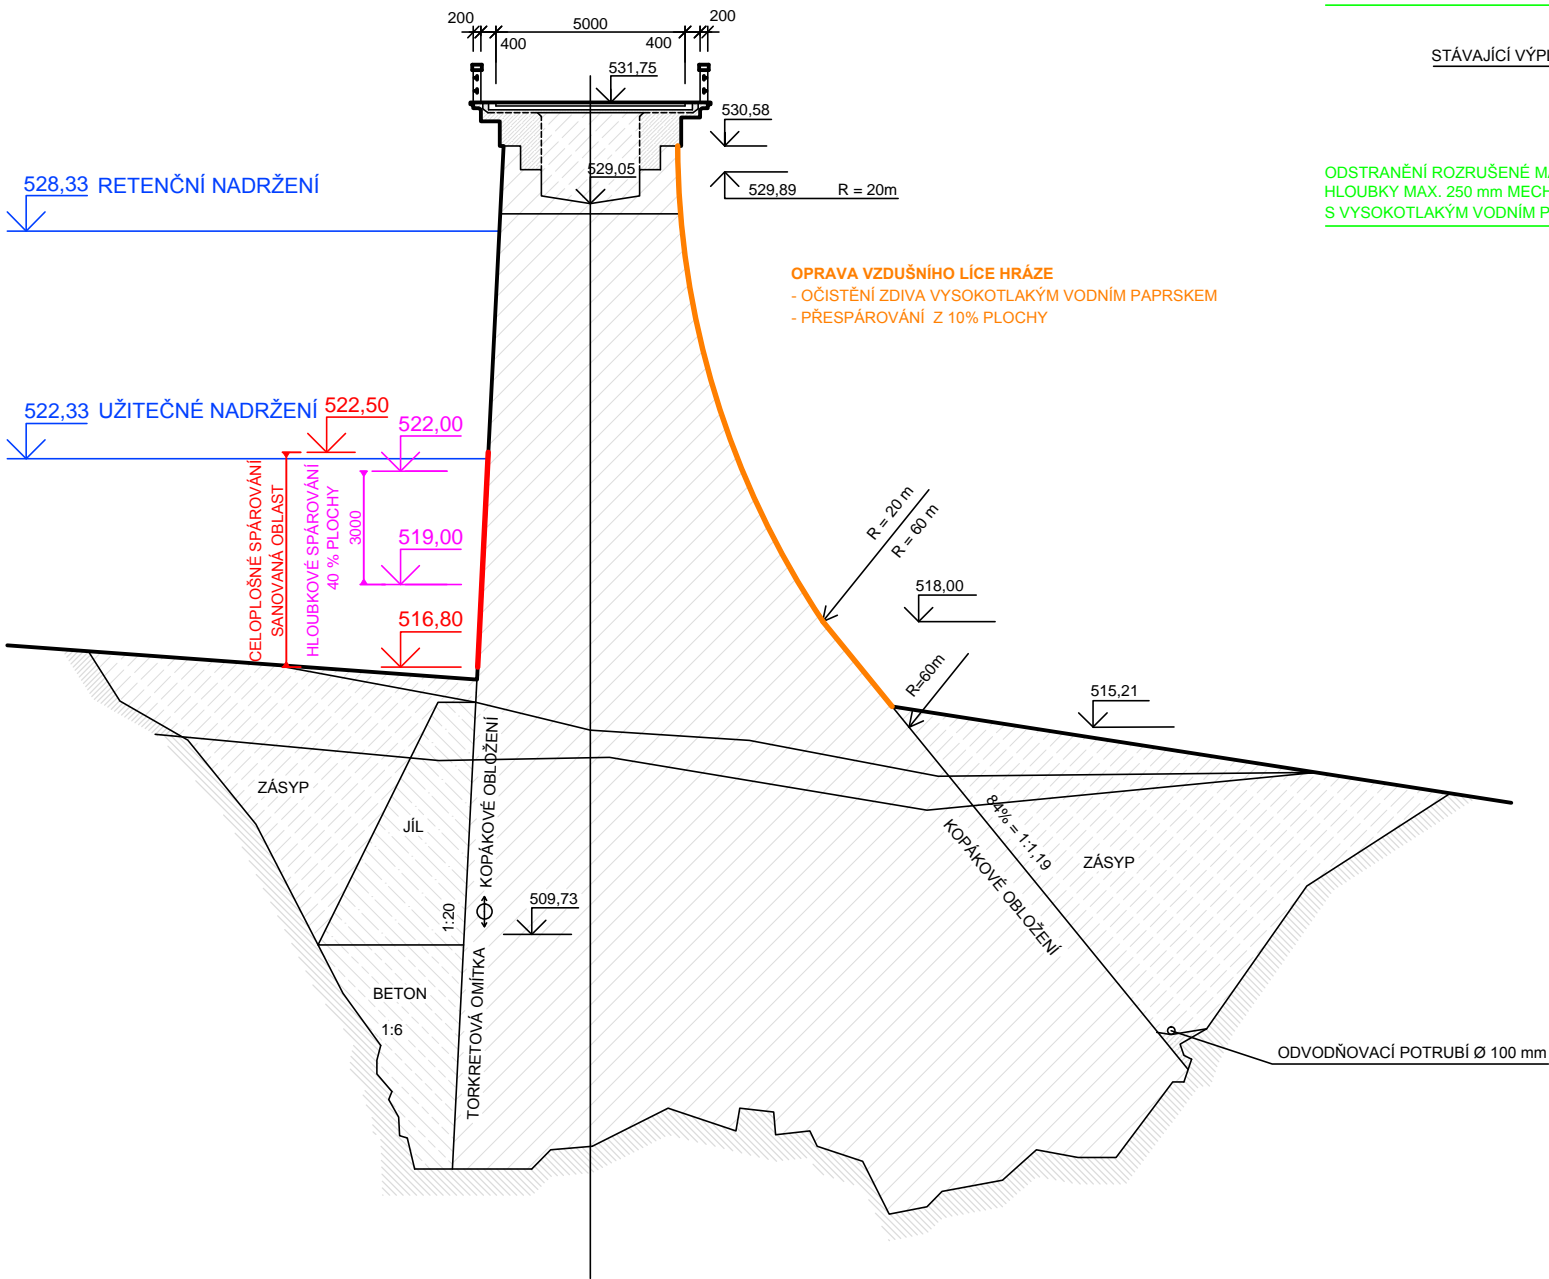 200
5000
200
400
400
STÁVAJÍCÍ VÝPL
531,75
530,58
529,05
529,89
R = 20m
528,33 RETENČNÍ NADRŽENÍ
ODSTRANĚNÍ ROZRUŠENÉ M
HLOUBKY MAX. 250 mm MECH
S VYSOKOTLAKÝM VODNÍM P
OPRAVA VZDUŠNÍHO LÍCE HRÁZE
- OČISTĚNÍ ZDIVA VYSOKOTLAKÝM VODNÍM PAPRSKEM
- PŘESPÁROVÁNÍ Z 10% PLOCHY
522,33 UŽITEČNÉ NADRŽENÍ
522,50
522,00
CELOPLOŠNÉ SPÁROVÁNÍ
SANOVANÁ OBLAST
HLOUBKOVÉ SPÁROVÁNÍ
40 % PLOCHY
3000
519,00
516,80
R = 20 m
R = 60 m
518,00
R=60m
515,21
ZÁSYP
JÍL
KOPÁKOVÉ OBLOŽENÍ
84% = 1:1,19
KOPÁKOVÉ OBLOŽENÍ
ZÁSYP
1:20
509,73
BETON
1:6
TORKRETOVÁ OMÍTKA
ODVODŇOVACÍ POTRUBÍ Ø 100 mm